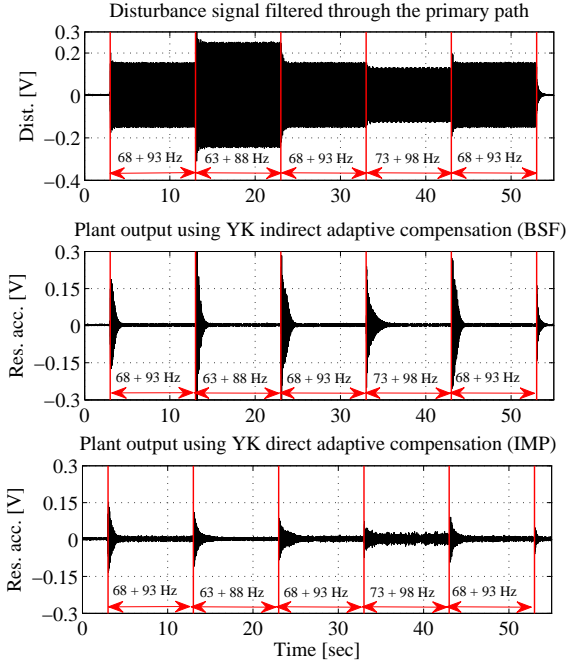 Disturbance signal filtered through the primary path
Dist. [V]
0.3
0.2
0
−0.2
−0.4
68 + 93 Hz
63 + 88 Hz
68 + 93 Hz
73 + 98 Hz
68 + 93 Hz
0 10 20 30 40 50
Plant output using YK indirect adaptive compensation (BSF)
Res. acc. [V]
0.3
0.15
0
−0.15
−0.3
68 + 93 Hz
63 + 88 Hz
68 + 93 Hz
73 + 98 Hz
68 + 93 Hz
0 10 20 30 40 50
Plant output using YK direct adaptive compensation (IMP)
Res. acc. [V]
0.3
0.15
0
−0.15
−0.3
68 + 93 Hz
63 + 88 Hz
68 + 93 Hz
73 + 98 Hz
68 + 93 Hz
0 10 20 30 40 50
Time [sec]